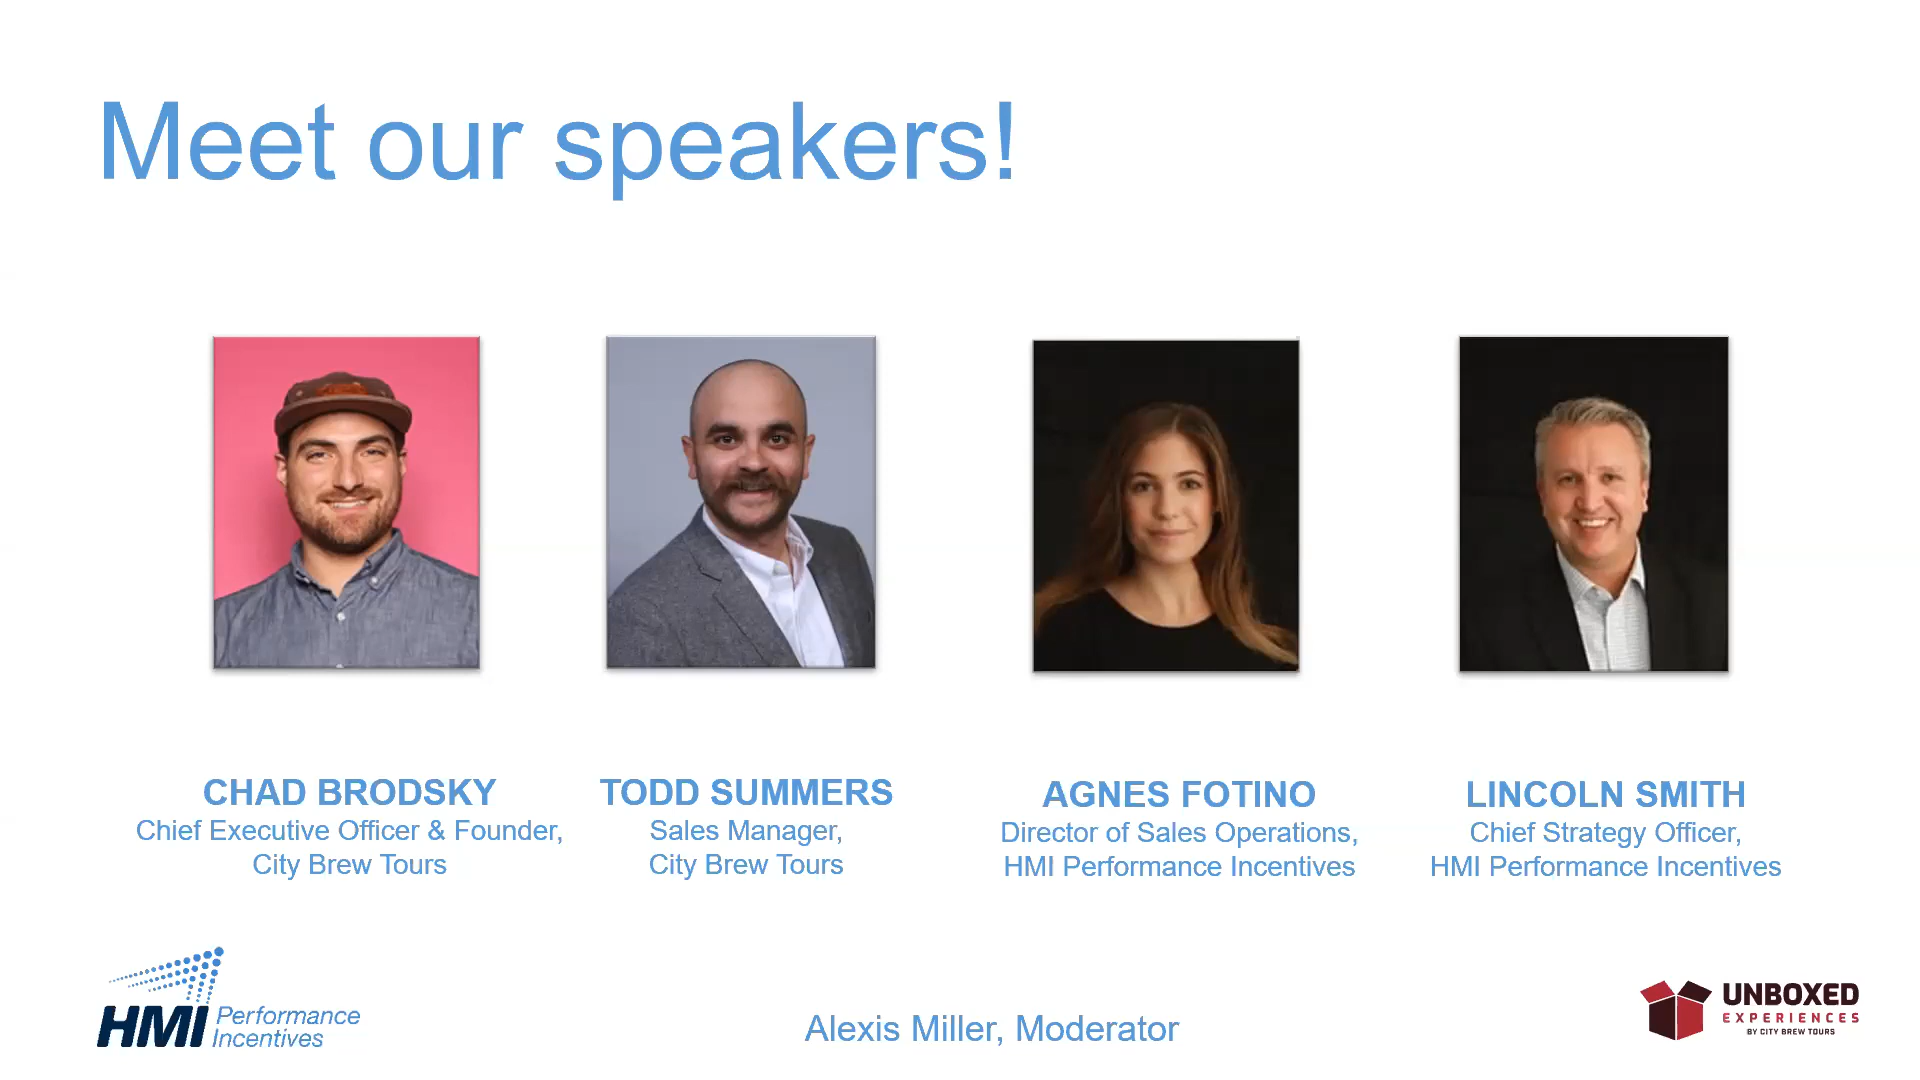 Meet our speakers!
CHAD BRODSKY
Chief Executive Officer & Founder,
City Brew Tours
TODD SUMMERS
Sales Manager,
City Brew Tours
AGNES FOTINO
Director of Sales Operations,
HMI Performance Incentives
LINCOLN SMITH
Chief Strategy Officer,
HMI Performance Incentives
HMI Performance
Incentives
Alexis Miller, Moderator
UNBOXED
EXPERIENCES
BY CITY BREW TOURS